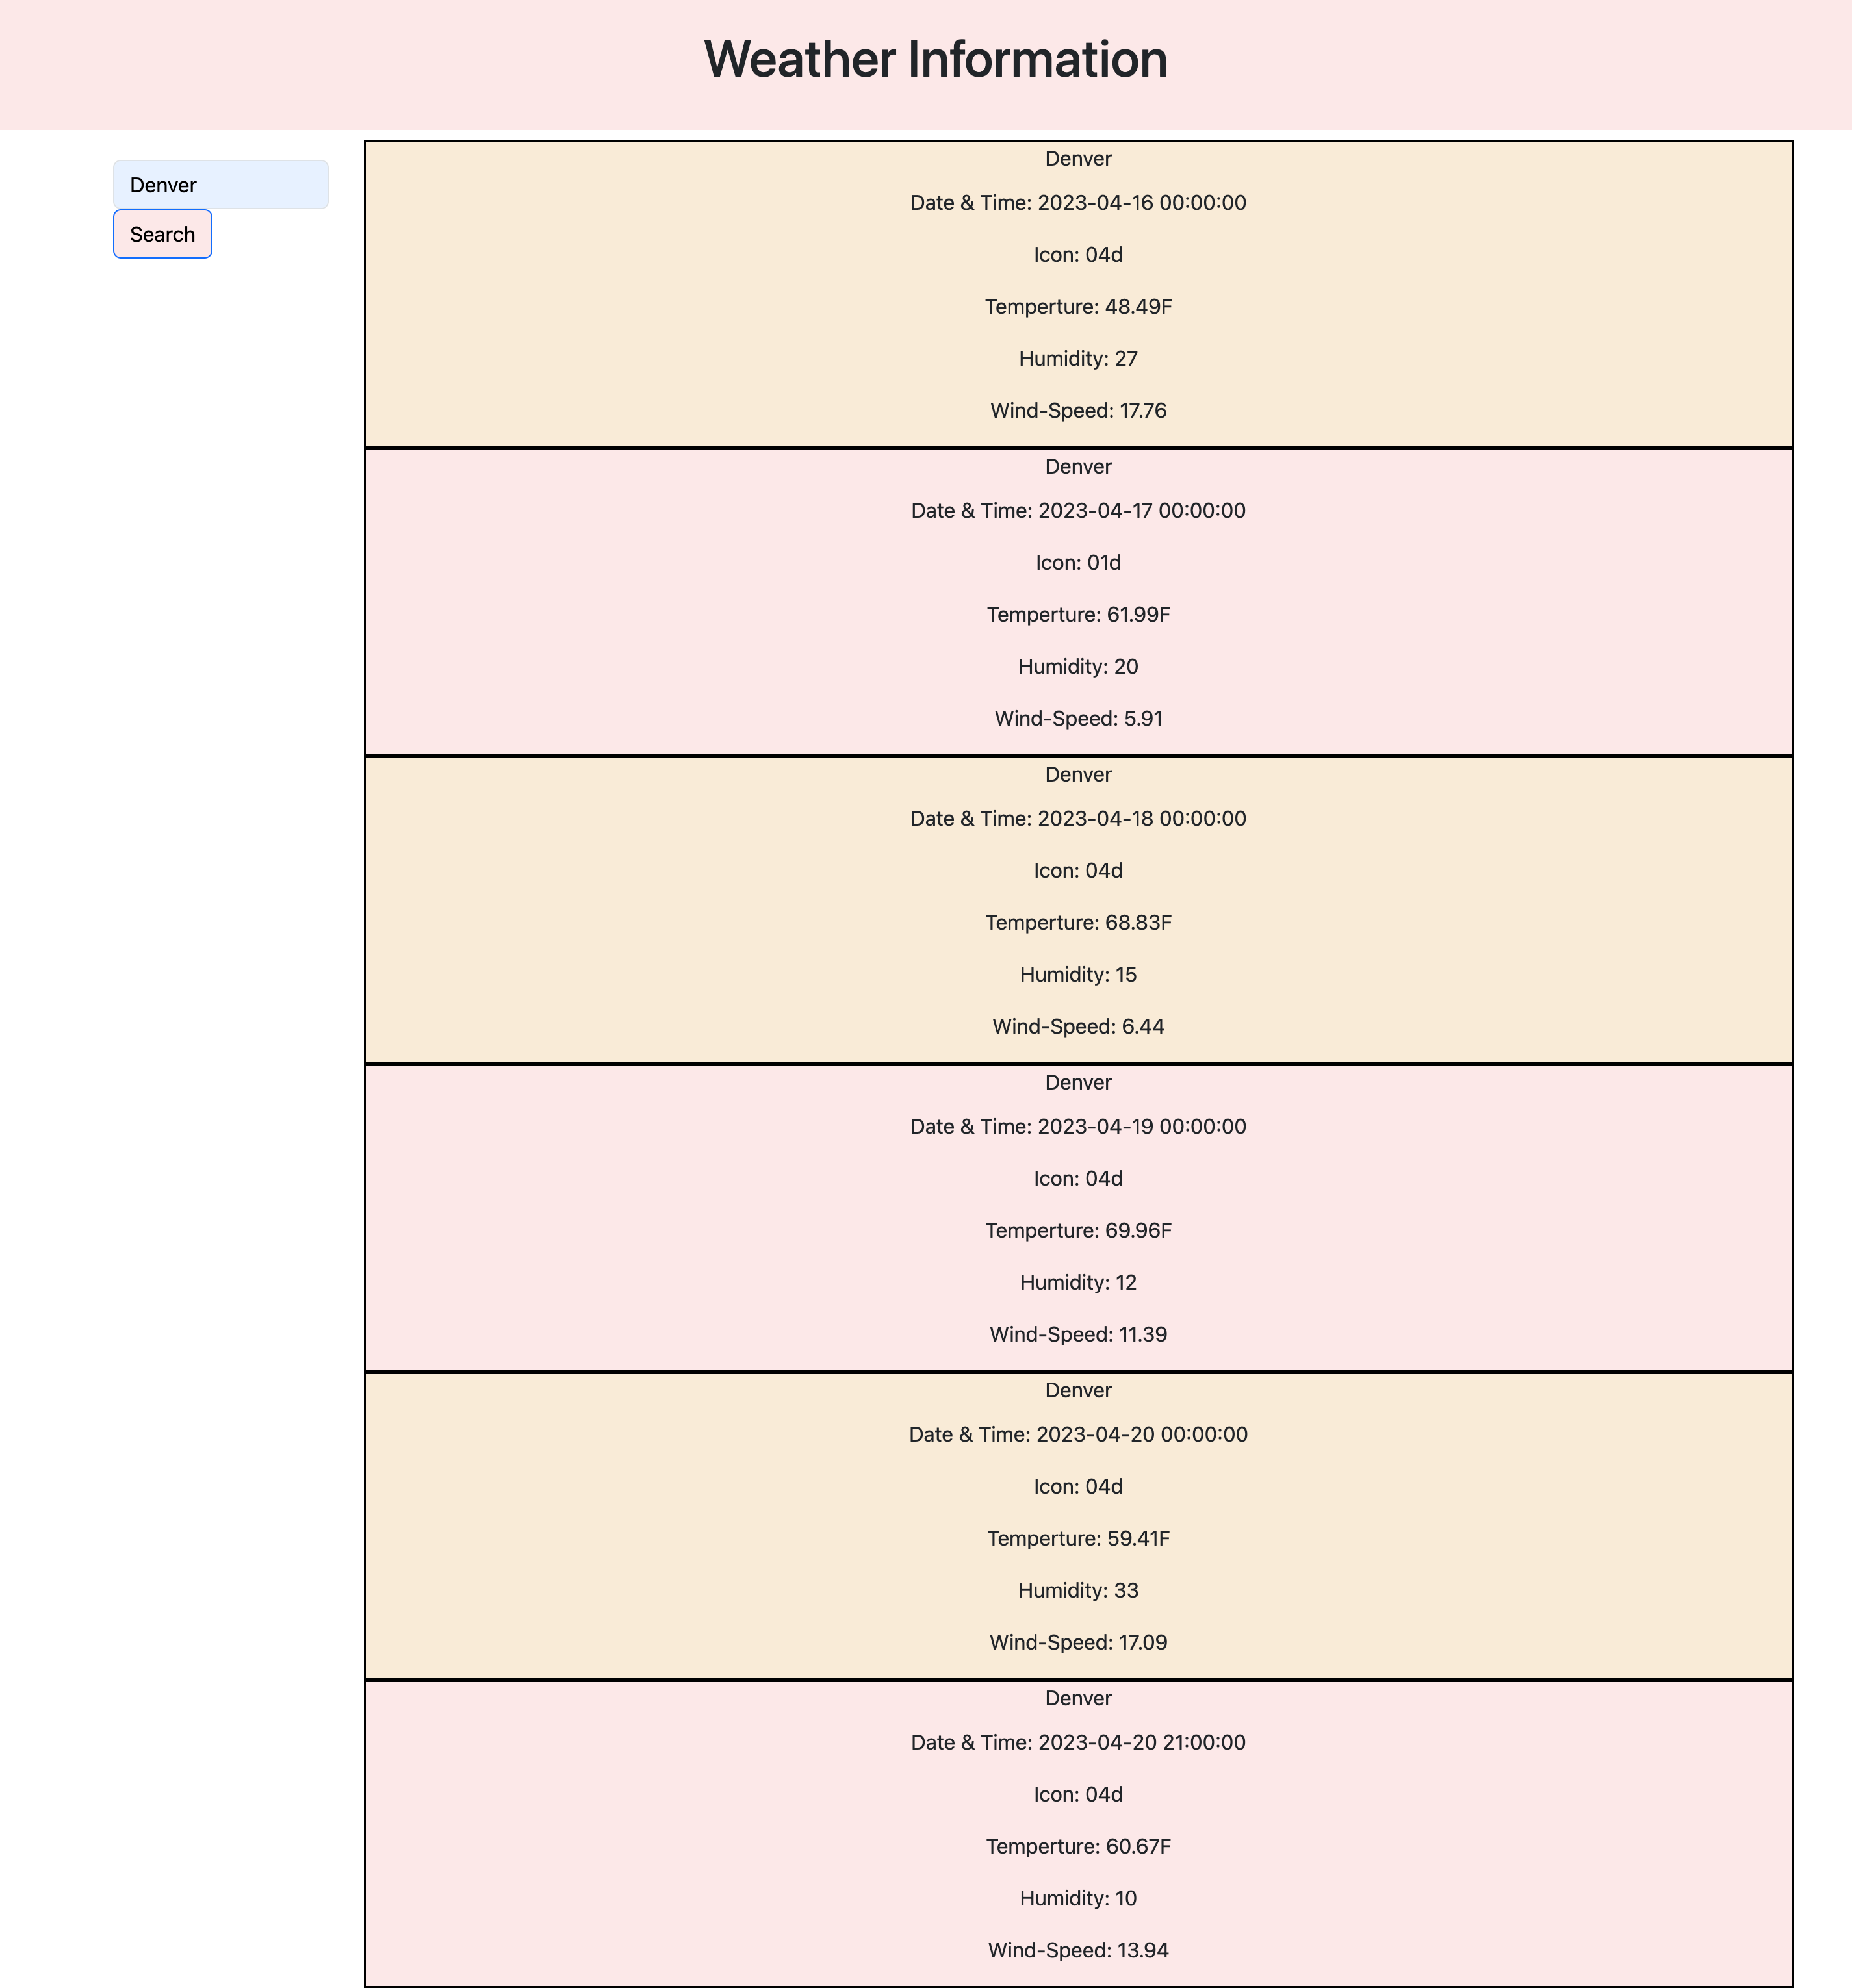 Weather Information
Denver
Search
Denver
Date & Time: 2023-04-16 00:00:00
Icon: 04d
Temperture: 48.49F
Humidity: 27
Wind-Speed: 17.76
Denver
Date & Time: 2023-04-17 00:00:00
Icon: 01d
Temperture: 61.99F
Humidity: 20
Wind-Speed: 5.91
Denver
Date & Time: 2023-04-18 00:00:00
Icon: 04d
Temperture: 68.83F
Humidity: 15
Wind-Speed: 6.44
Denver
Date & Time: 2023-04-19 00:00:00
Icon: 04d
Temperture: 69.96F
Humidity: 12
Wind-Speed: 11.39
Denver
Date & Time: 2023-04-20 00:00:00
Icon: 04d
Temperture: 59.41F
Humidity: 33
Wind-Speed: 17.09
Denver
Date & Time: 2023-04-20 21:00:00
Icon: 04d
Temperture: 60.67F
Humidity: 10
Wind-Speed: 13.94